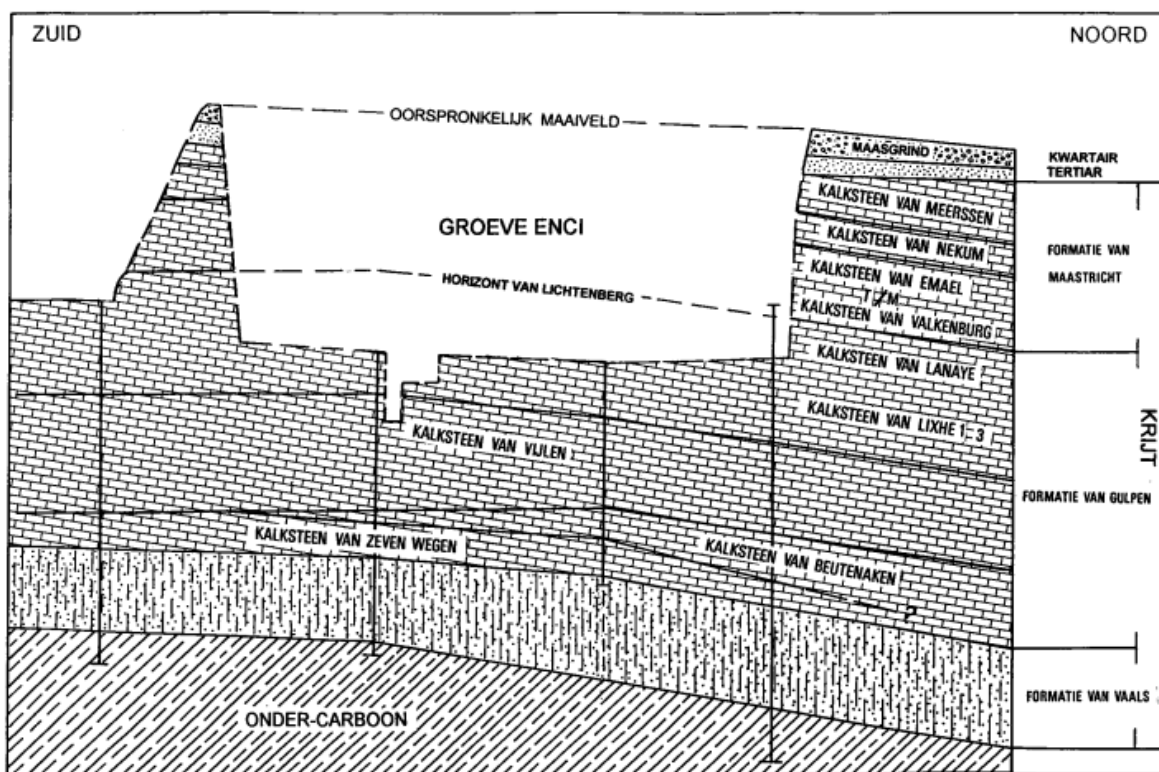 ZUID
NOORD
OORSPRONKELIJK MAAIVELD
MAASGRIND
KWARTAIR
TERTIAR
KALKSTEEN VAN MEERSSEN
GROEVE ENCI
KALKSTEEN VAN NEKUM
FORMATIE VAN
MAASTRICHT
KALKSTEEN VAN EMAEL
HORIZONT VAN LICHTENBERG
T/M
KALKSTEEN VAN VALKENBURG
KALKSTEEN VAN LANAYE
KALKSTEEN VAN LIXHE 1-3
KRIJT
KALKSTEEN VAN VIJLEN
FORMATIE VAN GULPEN
KALKSTEEN VAN ZEVEN WEGEN
KALKSTEEN VAN BEUTENAKEN
?
FORMATIE VAN VAALS
ONDER-CARBOON